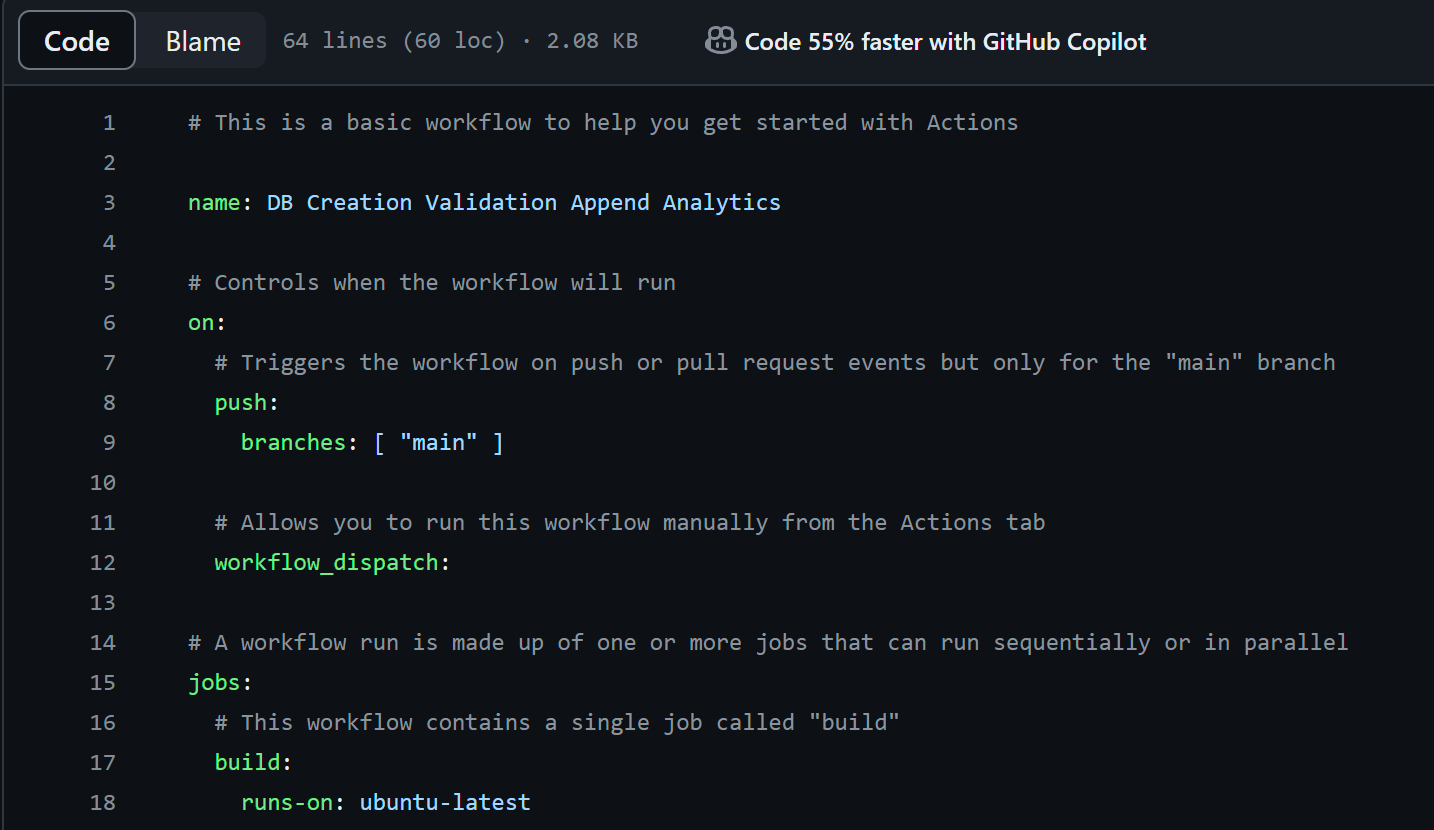 Code Blame 64 lines (60 loc) · 2.08 KB Code 55% faster with GitHub Copilot
1 # This is a basic workflow to help you get started with Actions
2
3 name: DB Creation Validation Append Analytics
4
5 # Controls when the workflow will run
6 on:
7 # Triggers the workflow on push or pull request events but only for the "main" branch
8 push:
9 branches: [ "main" ]
10
11 # Allows you to run this workflow manually from the Actions tab
12 workflow_dispatch:
13
14 # A workflow run is made up of one or more jobs that can run sequentially or in parallel
15 jobs:
16 # This workflow contains a single job called "build"
17 build:
18 runs-on: ubuntu-latest